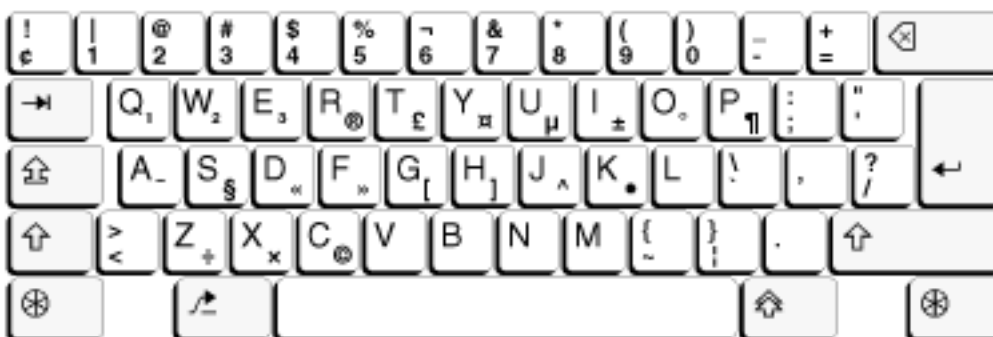 ! ¢ | 1 @ 2 # 3 $ 4 % 5 ¬ 6 & 7 * 8 ( 9 ) 0 _ - + =
Q ¹ W ² E ³ R ® T £ Y ¤ U µ I ± O ° P ¶ : ; " '
A - S § D « F » G [ H ] J ^ K • L \ ` , ? /
> < Z ÷ X × C © V B N M { ~ } ¦ .